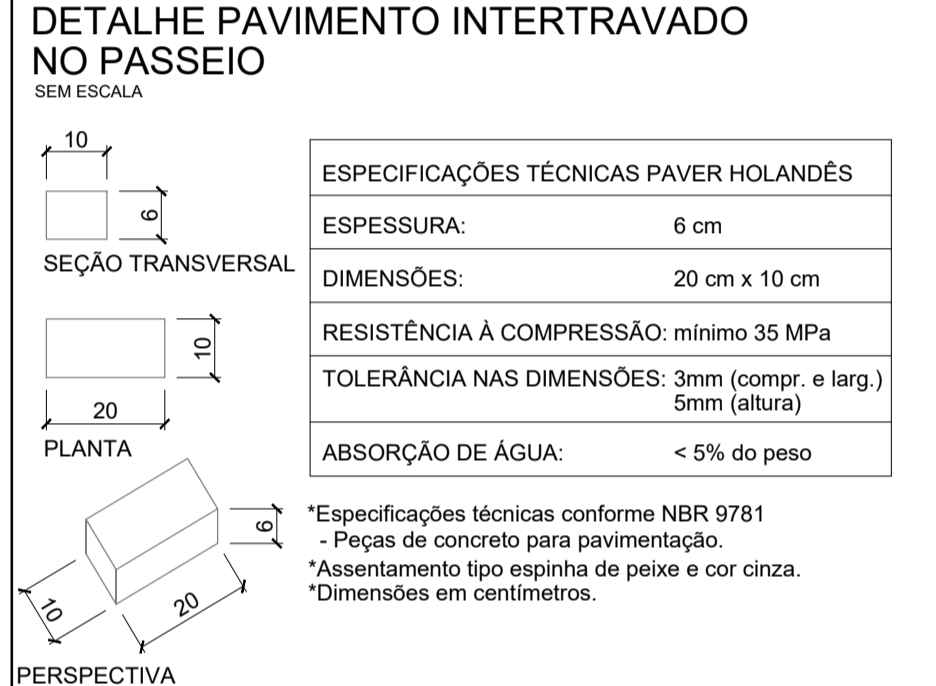 DETALHE PAVIMENTO INTERTRAVADO
NO PASSEIO
SEM ESCALA
10
6
SEÇÃO TRANSVERSAL
10
20
PLANTA
6
10
20
PERSPECTIVA
ESPECIFICAÇÕES TÉCNICAS PAVER HOLANDÊS
ESPESSURA: 6 cm
DIMENSÕES: 20 cm x 10 cm
RESISTÊNCIA À COMPRESSÃO: mínimo 35 MPa
TOLERÂNCIA NAS DIMENSÕES: 3mm (compr. e larg.)
5mm (altura)
ABSORÇÃO DE ÁGUA: < 5% do peso
*Especificações técnicas conforme NBR 9781
- Peças de concreto para pavimentação.
*Assentamento tipo espinha de peixe e cor cinza.
*Dimensões em centímetros.